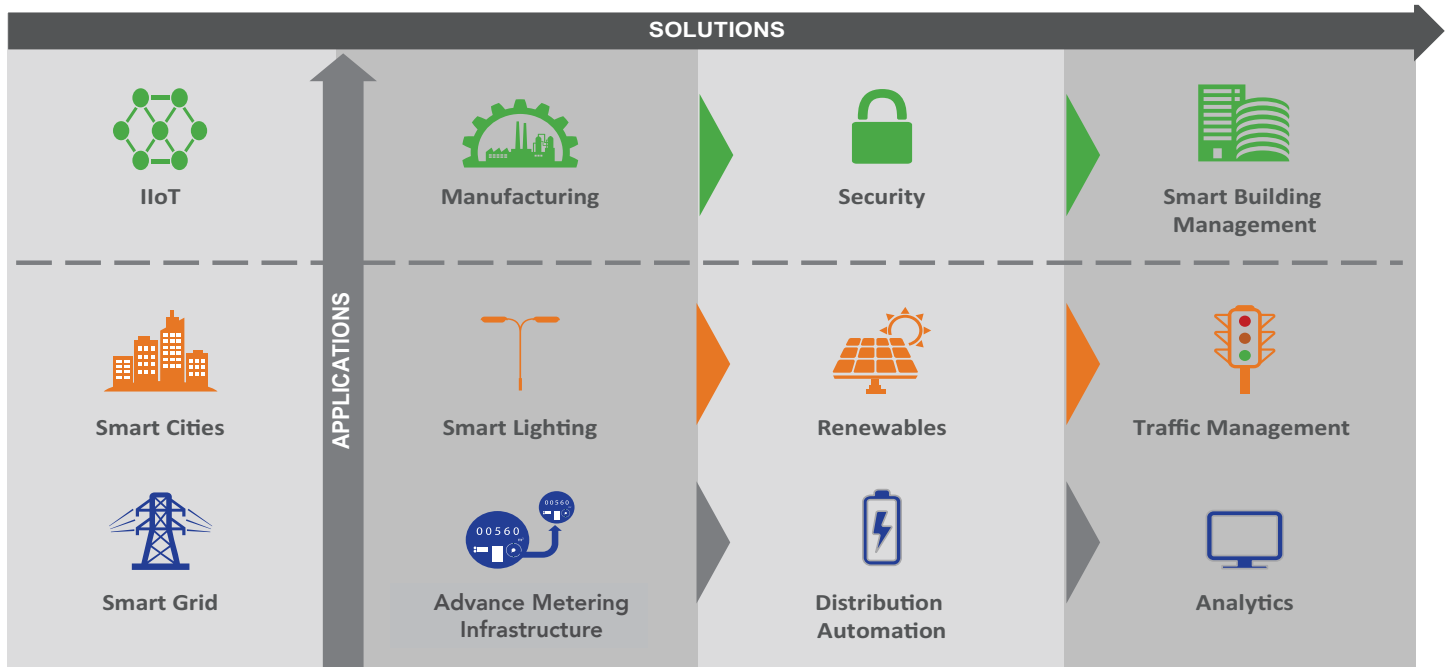 SOLUTIONS
APPLICATIONS
IIoT
Manufacturing
Security
Smart Building
Management
Smart Cities
Smart Lighting
Renewables
Traffic Management
00560
00560
Smart Grid
Advance Metering
Infrastructure
Distribution
Automation
Analytics